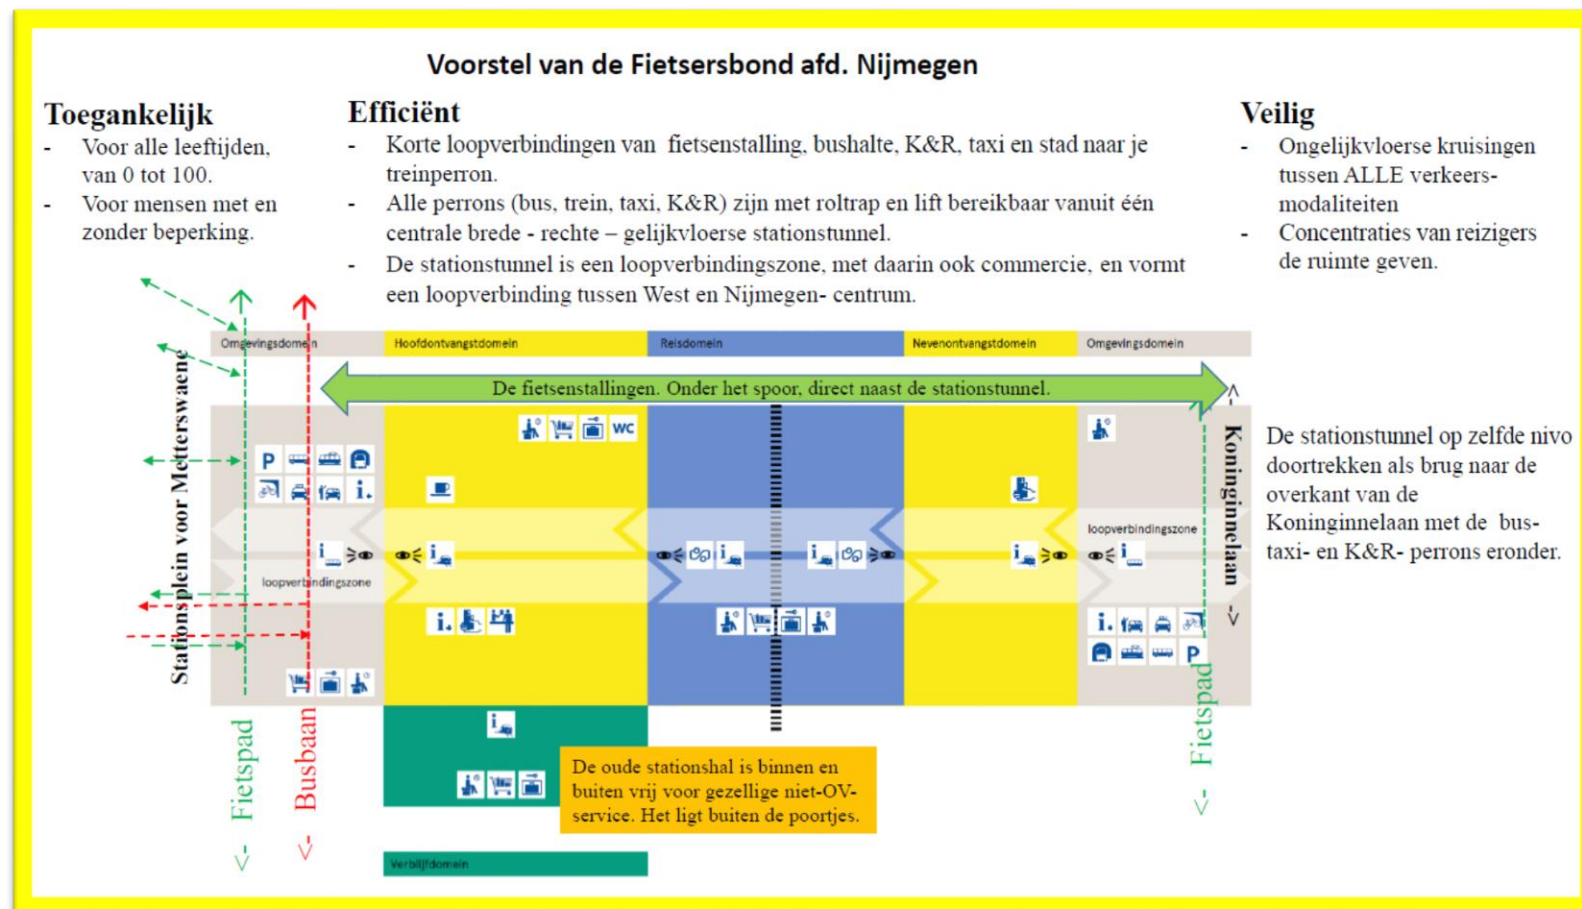 Voorstel van de Fietsersbond afd. Nijmegen
Toegankelijk
- Voor alle leeftijden,
van 0 tot 100.
- Voor mensen met en
zonder beperking.
Efficiënt
- Korte loopverbindingen van fietsenstalling, bushalte, K&R, taxi en stad naar je
treinperron.
- Alle perrons (bus, trein, taxi, K&R) zijn met roltrap en lift bereikbaar vanuit één
centrale brede - rechte – gelijkvloerse stationstunnel.
- De stationstunnel is een loopverbindingszone, met daarin ook commercie, en vormt
een loopverbinding tussen West en Nijmegen- centrum.
Veilig
- Ongelijkvloerse kruisingen
tussen ALLE verkeers-
modaliteiten
- Concentraties van reizigers
de ruimte geven.
Omgevingsdomein
Hoofdontvangstdomein
Reisdomein
Nevenontvangstdomein
Omgevingsdomein
De fietsenstallingen. Onder het spoor, direct naast de stationstunnel.
Stationsplein voor Metterswaene
WC
P
i
loopverbindingszone
loopverbindingszone
i
i
i
i
i
i
i
i
P
<- Koninginnelaan ->
De stationstunnel op zelfde nivo
doortrekken als brug naar de
overkant van de
Koninginnelaan met de bus-
taxi- en K&R- perrons eronder.
<- Fietspad
<- Busbaan
<- Fietspad
i
De oude stationshal is binnen en
buiten vrij voor gezellige niet-OV-
service. Het ligt buiten de poortjes.
Verblijfdomein